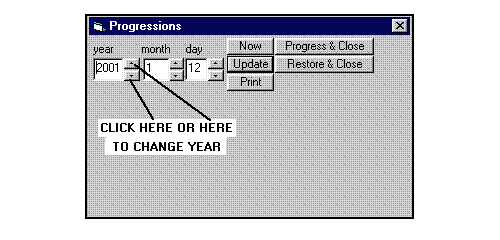 Progressions
year month day Now Progress & Close
2001 1 12 Update Restore & Close
Print
CLICK HERE OR HERE
TO CHANGE YEAR